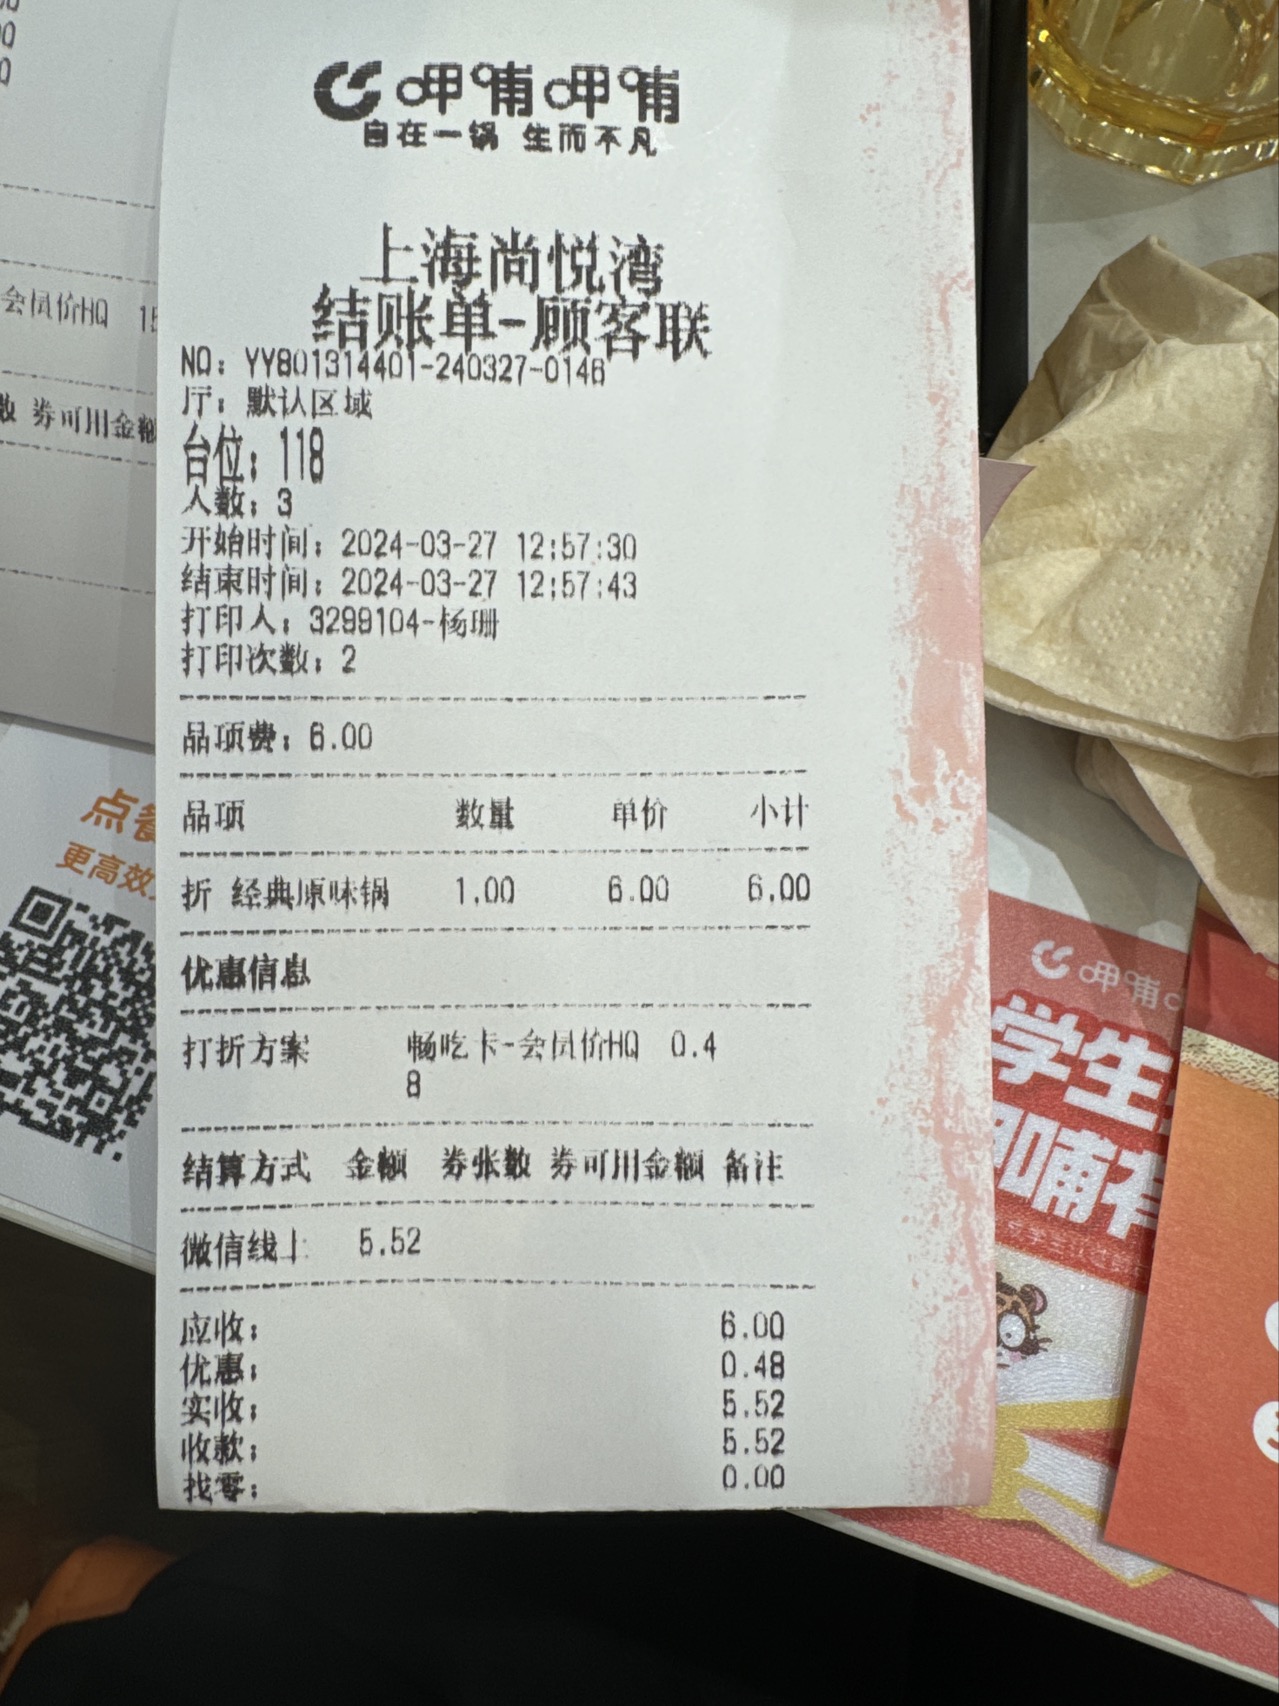 呷哺呷哺
自在一锅 生而不凡
上海尚悦湾
结账单-顾客联
NO: YY801314401-240327-0146
厅: 默认区域
台位: 118
人数: 3
开始时间: 2024-03-27 12:57:30
结束时间: 2024-03-27 12:57:43
打印人: 3299104-杨珊
打印次数: 2
品项费: 6.00
品项 数量 单价 小计
折 经典原味锅 1.00 6.00 6.00
优惠信息
打折方案 畅吃卡-会员价HQ 0.4
8
结算方式 金额 券张数 券可用金额 备注
微信线上 5.52
应收: 6.00
优惠: 0.48
实收: 5.52
收款: 5.52
找零: 0.00
会员价HQ
券可用金额
点餐
更高效
呷哺
学生